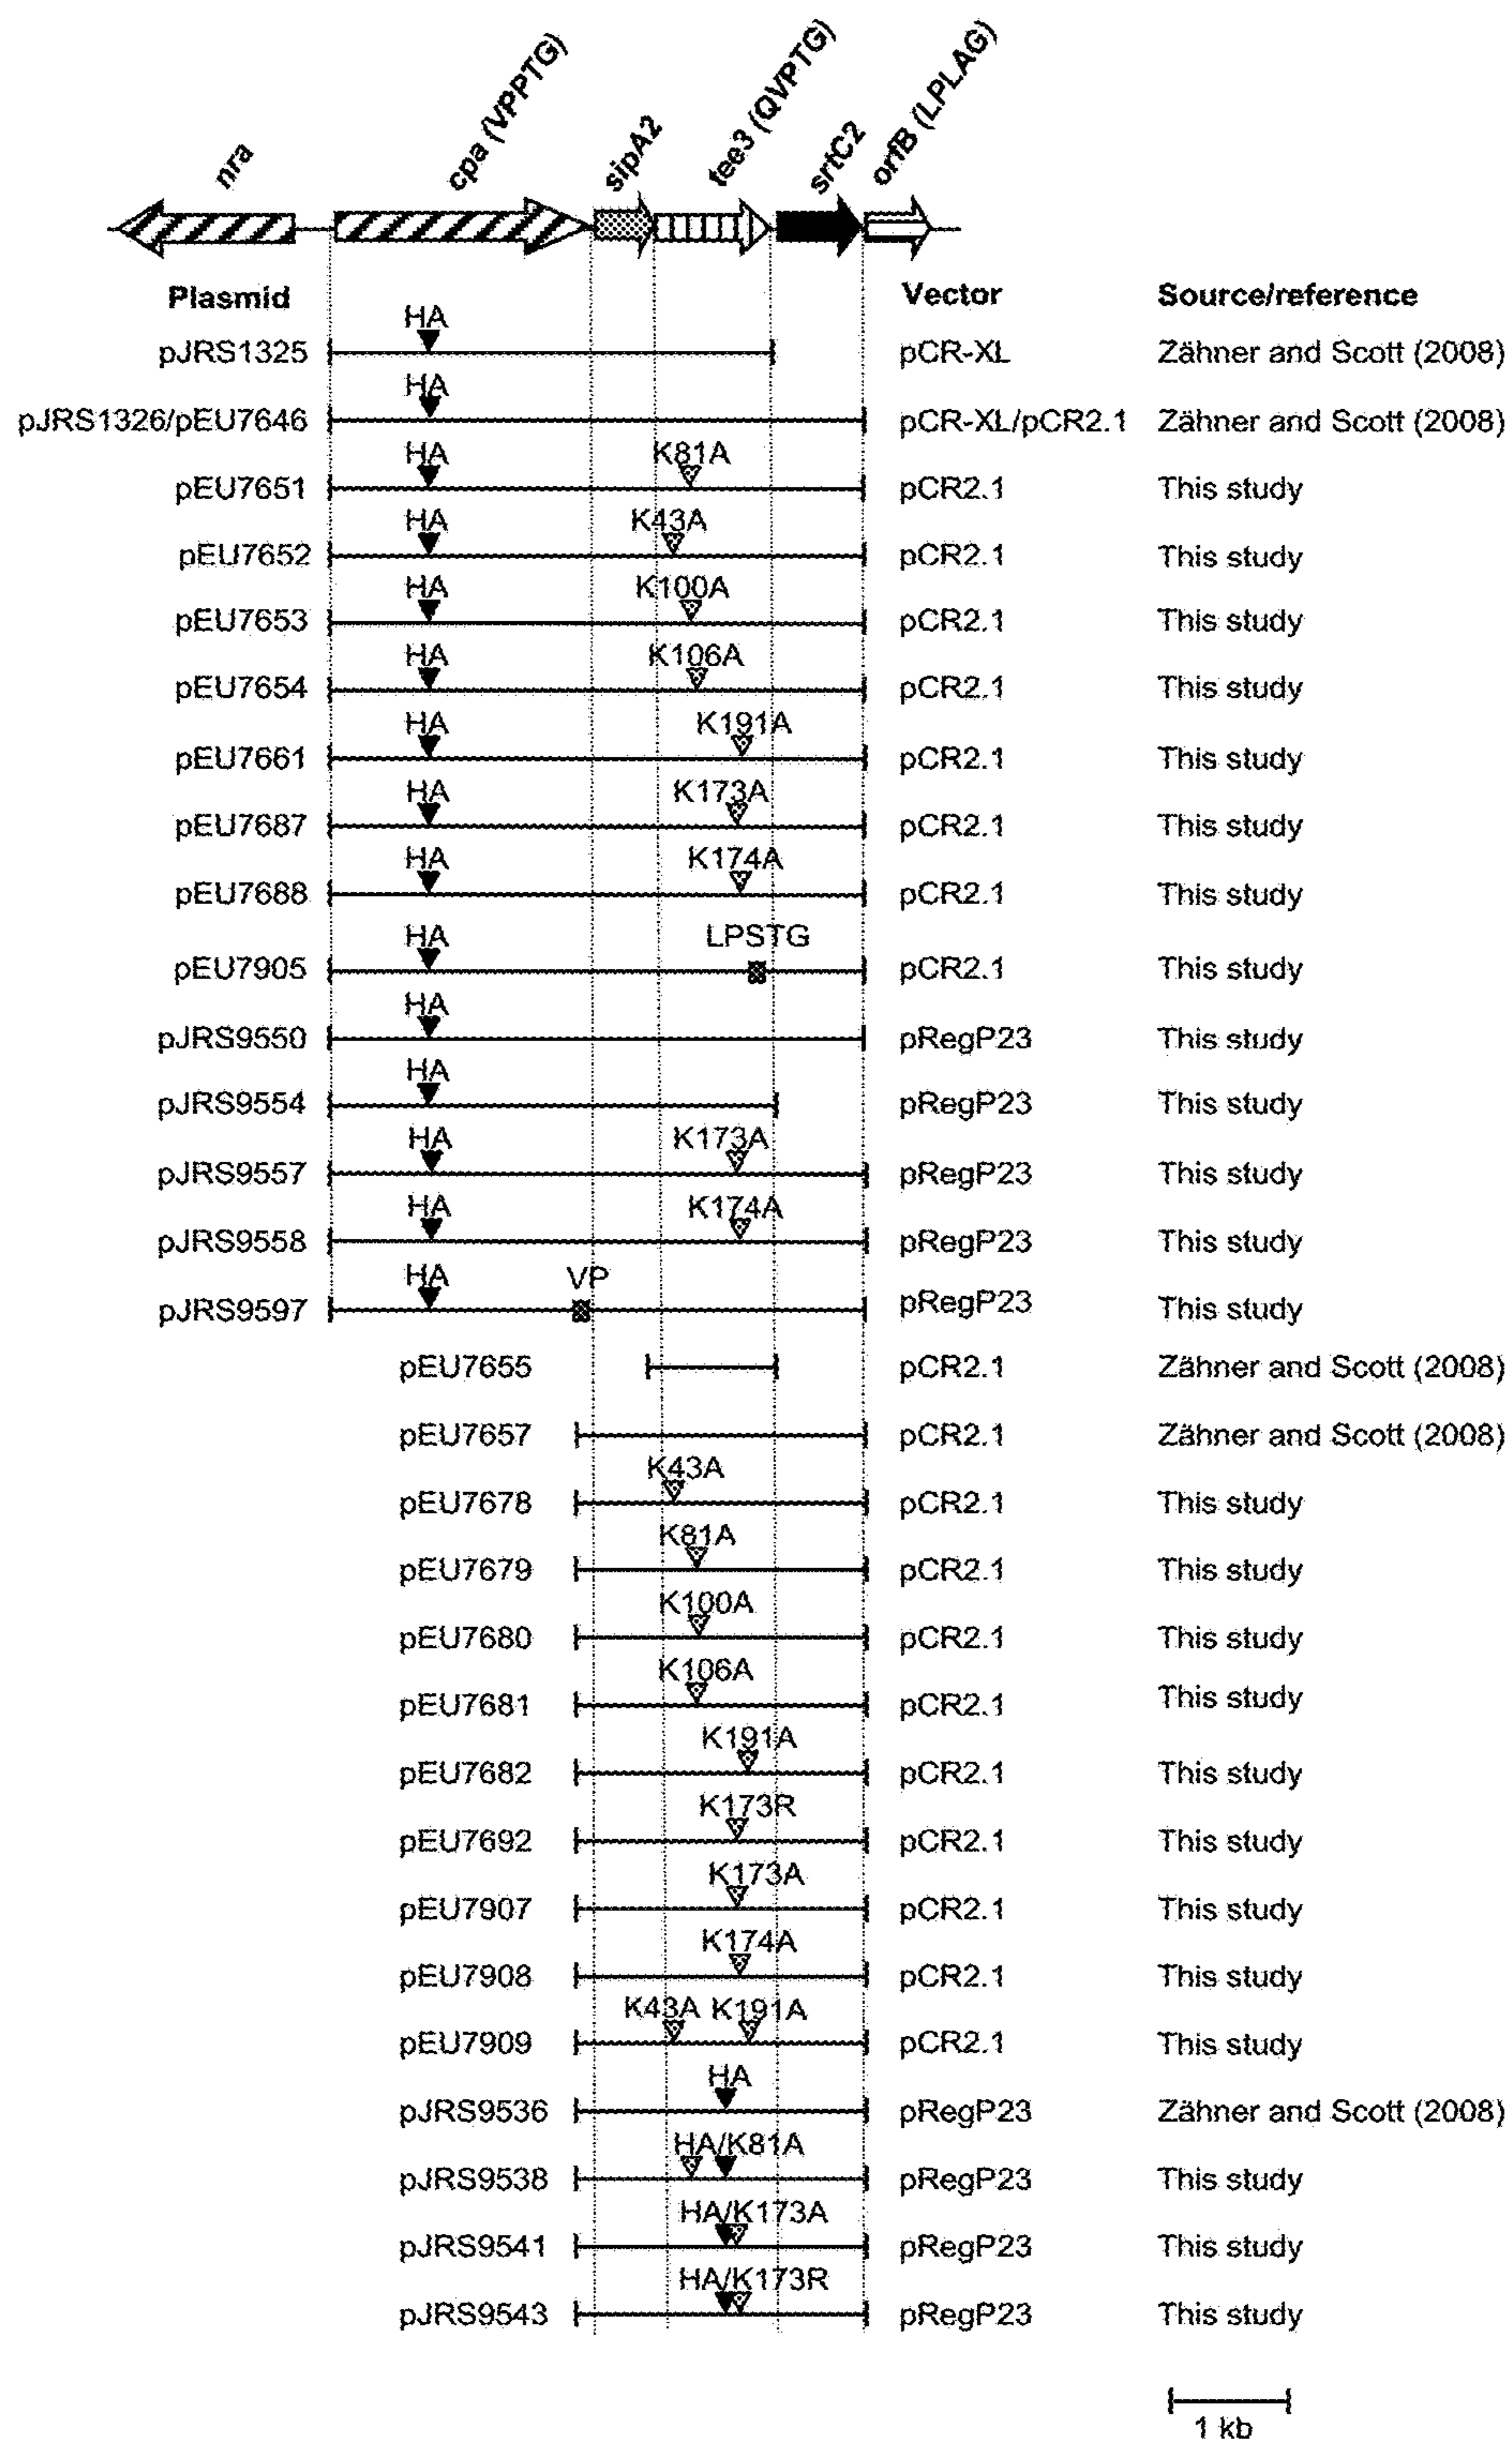 nra cpa (VPPTG) sipA2 tee3 (QVPTG) srtC2 orfB (LPLAG)
Plasmid Vector Source/reference
HA
pJRS1325 pCR-XL Zähner and Scott (2008)
HA
pJRS1326/pEU7646 pCR-XL/pCR2.1 Zähner and Scott (2008)
HA K81A
pEU7651 pCR2.1 This study
HA K43A
pEU7652 pCR2.1 This study
HA K100A
pEU7653 pCR2.1 This study
HA K106A
pEU7654 pCR2.1 This study
HA K191A
pEU7661 pCR2.1 This study
HA K173A
pEU7687 pCR2.1 This study
HA K174A
pEU7688 pCR2.1 This study
HA LPSTG
pEU7905 pCR2.1 This study
HA
pJRS9550 pRegP23 This study
HA
pJRS9554 pRegP23 This study
HA K173A
pJRS9557 pRegP23 This study
HA K174A
pJRS9558 pRegP23 This study
HA VP
pJRS9597 pRegP23 This study
pEU7655 pCR2.1 Zähner and Scott (2008)
pEU7657 pCR2.1 Zähner and Scott (2008)
K43A
pEU7678 pCR2.1 This study
K81A
pEU7679 pCR2.1 This study
K100A
pEU7680 pCR2.1 This study
K106A
pEU7681 pCR2.1 This study
K191A
pEU7682 pCR2.1 This study
K173R
pEU7692 pCR2.1 This study
K173A
pEU7907 pCR2.1 This study
K174A
pEU7908 pCR2.1 This study
K43A K191A
pEU7909 pCR2.1 This study
HA
pJRS9536 pRegP23 Zähner and Scott (2008)
HA/K81A
pJRS9538 pRegP23 This study
HA/K173A
pJRS9541 pRegP23 This study
HA/K173R
pJRS9543 pRegP23 This study
1 kb